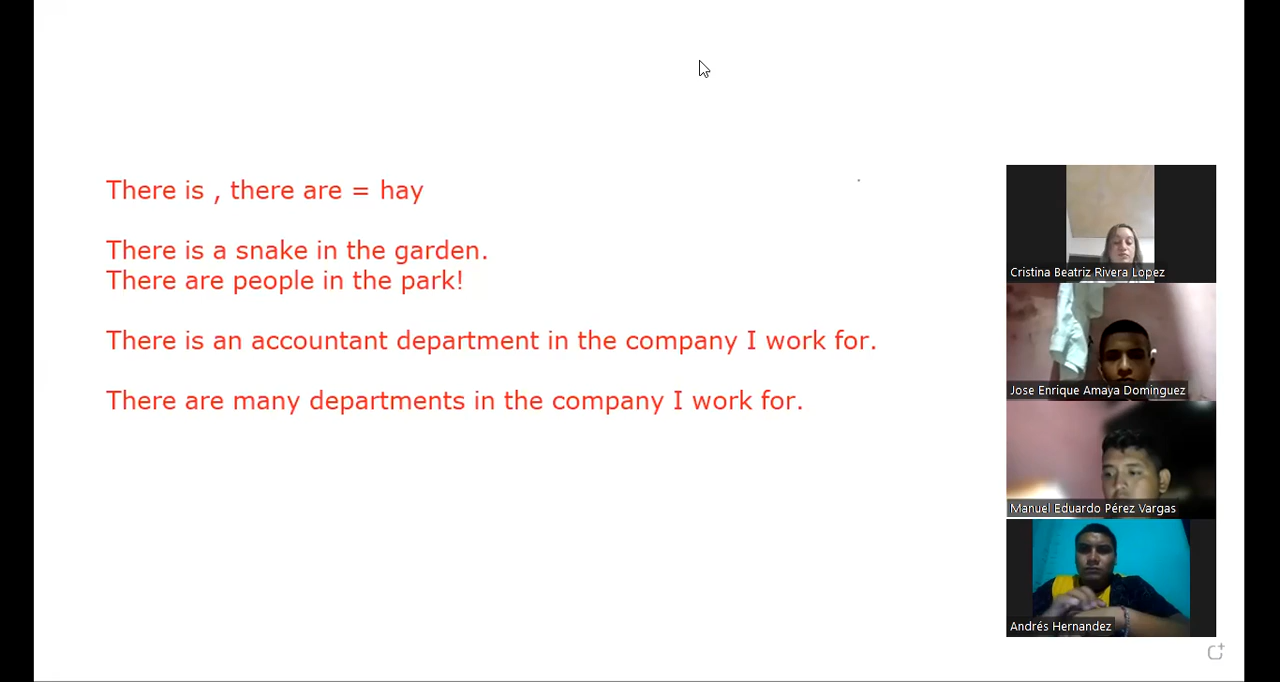 There is , there are = hay
There is a snake in the garden.
There are people in the park!
There is an accountant department in the company I work for.
There are many departments in the company I work for.
Cristina Beatriz Rivera Lopez
Jose Enrique Amaya Dominguez
Manuel Eduardo Pérez Vargas
Andrés Hernandez